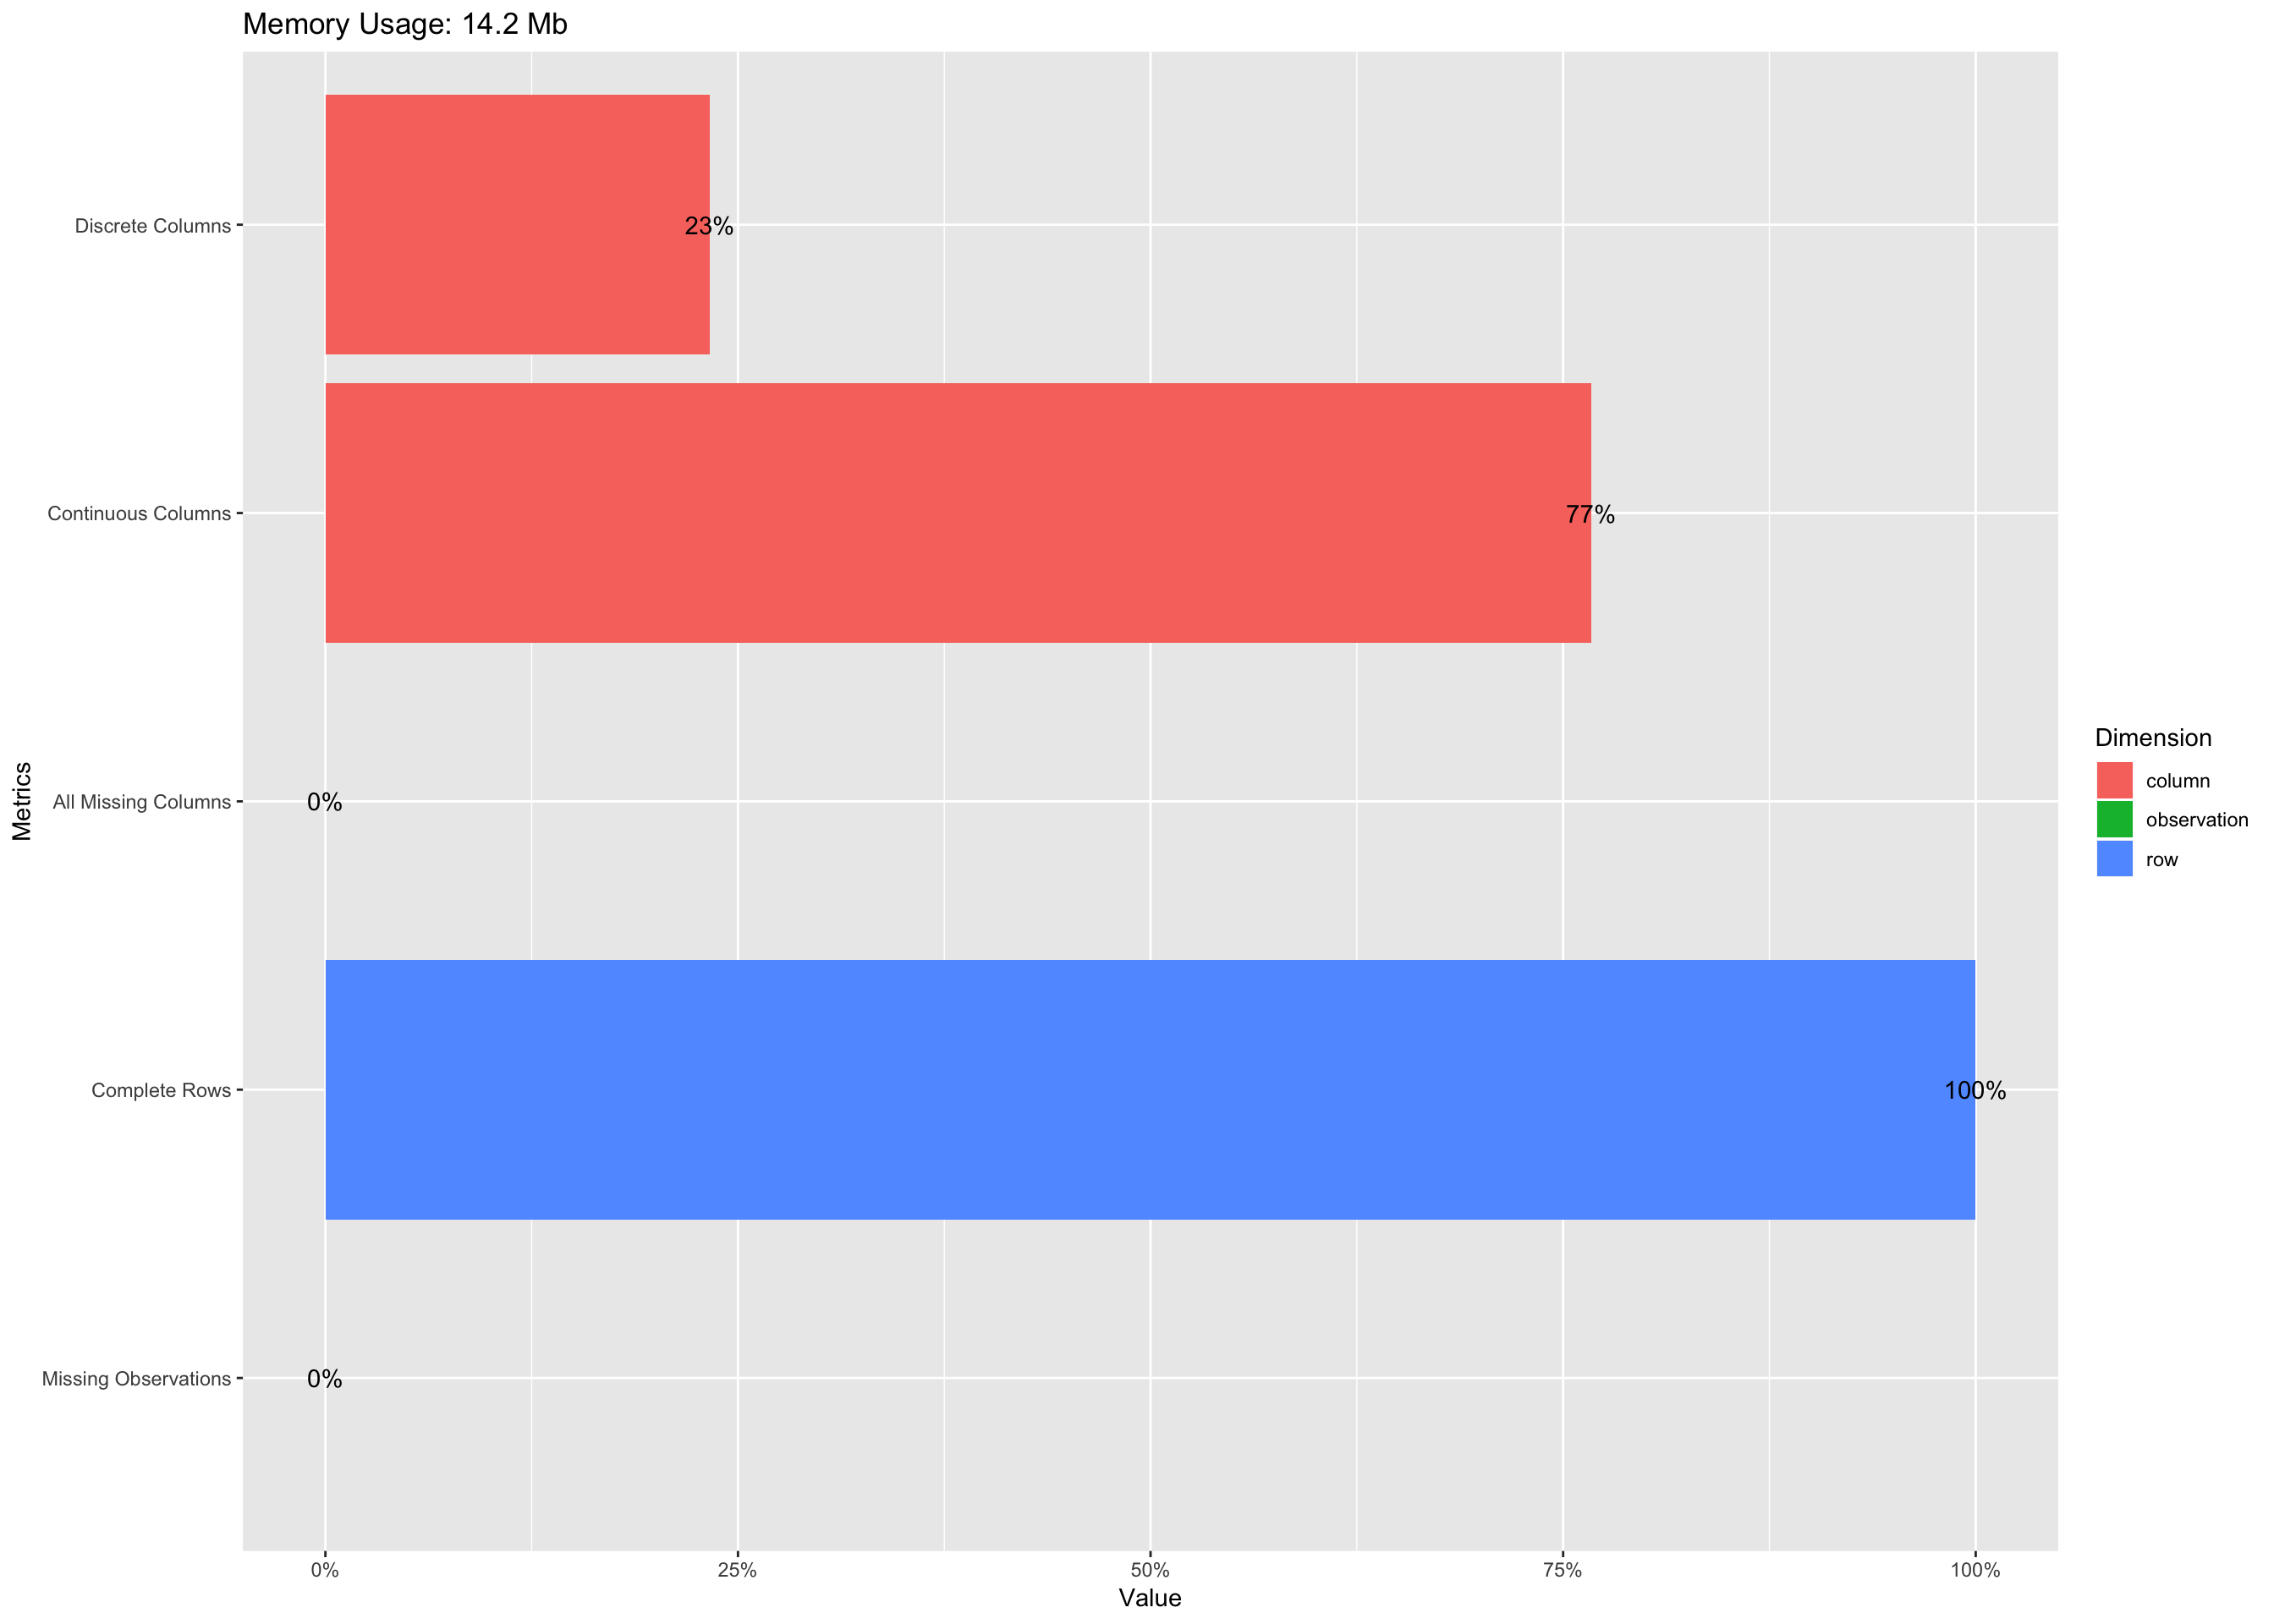 Memory Usage: 14.2 Mb
Discrete Columns
23%
Continuous Columns
77%
All Missing Columns
0%
Complete Rows
100%
Missing Observations
0%
Metrics
0%
25%
50%
75%
100%
Value
Dimension
column
observation
row